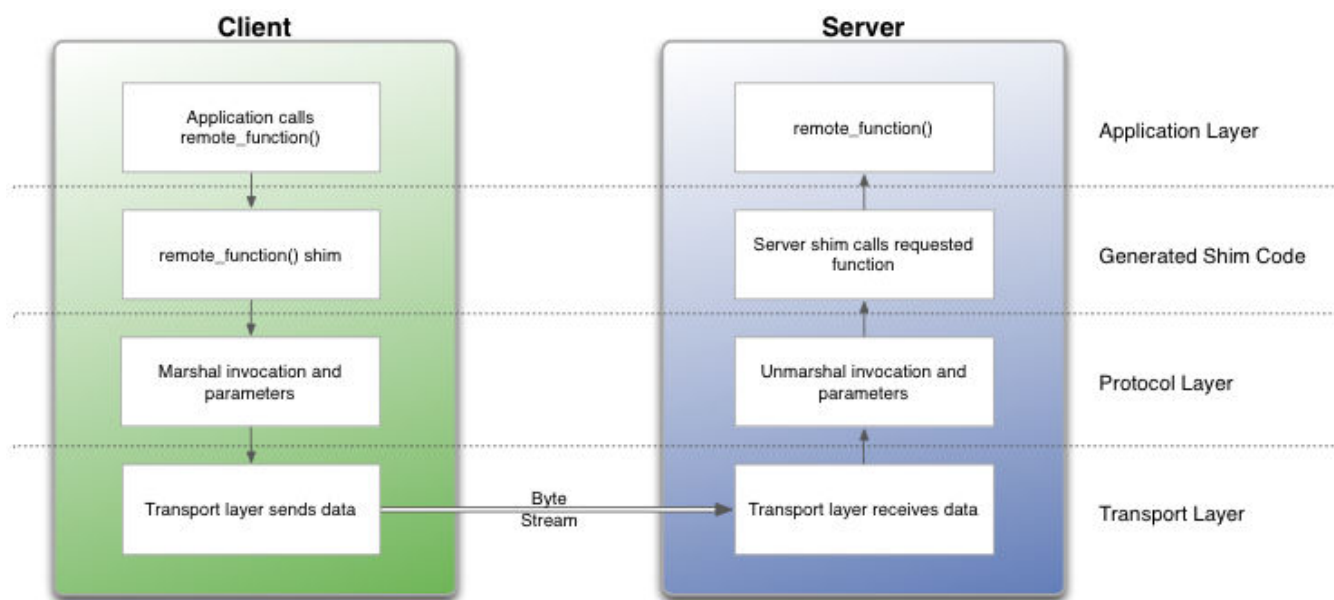 Client
Server
Application calls
remote_function()
remote_function()
Application Layer
remote_function() shim
Server shim calls requested
function
Generated Shim Code
Marshal invocation and
parameters
Unmarshal invocation and
parameters
Protocol Layer
Transport layer sends data
Byte
Stream
Transport layer receives data
Transport Layer